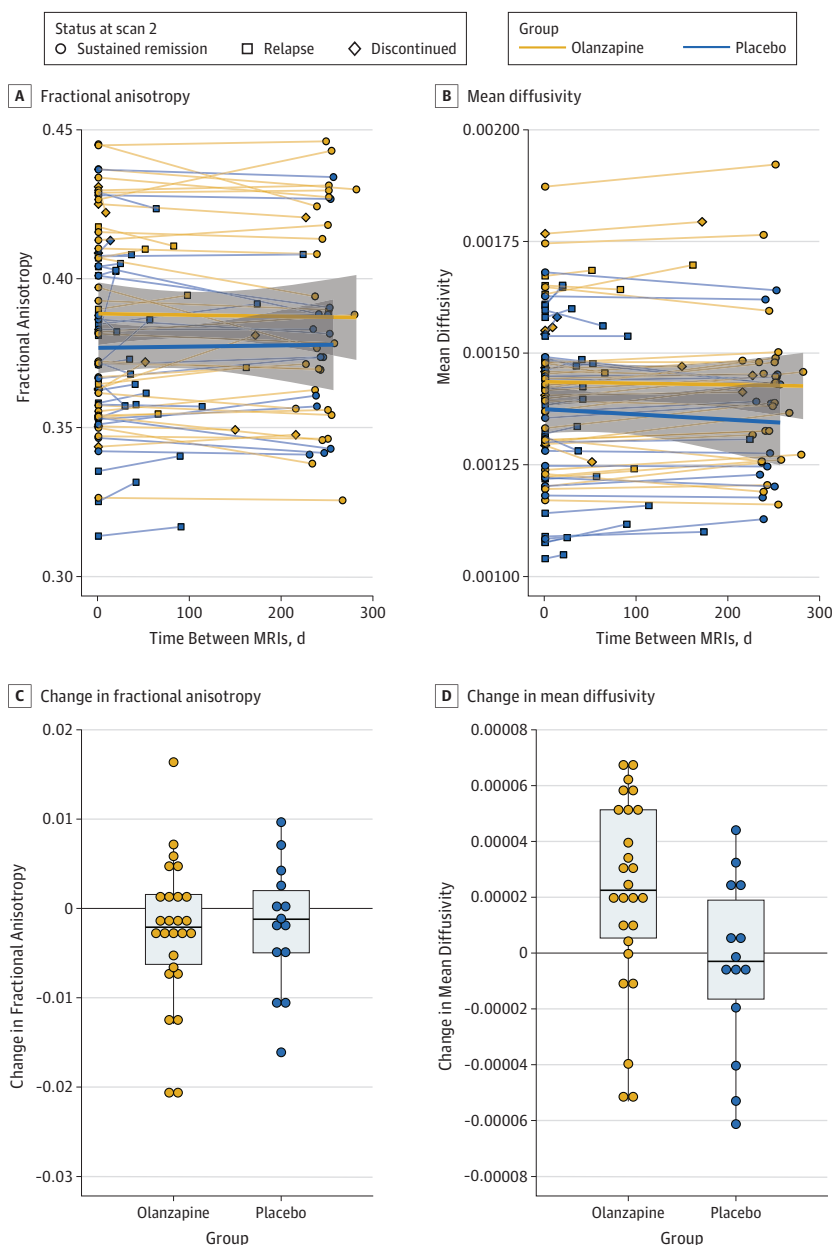 Status at scan 2
Sustained remission Relapse Discontinued
Group
Olanzapine Placebo
A Fractional anisotropy
0.45
0.40
0.35
0.30
Fractional Anisotropy
0 100 200 300
Time Between MRIs, d
B Mean diffusivity
0.00200
0.00175
0.00150
0.00125
0.00100
Mean Diffusivity
0 100 200 300
Time Between MRIs, d
C Change in fractional anisotropy
0.02
0.01
0
-0.01
-0.02
-0.03
Change in Fractional Anisotropy
Olanzapine Placebo
Group
D Change in mean diffusivity
0.00008
0.00006
0.00004
0.00002
0
-0.00002
-0.00004
-0.00006
-0.00008
Change in Mean Diffusivity
Olanzapine Placebo
Group